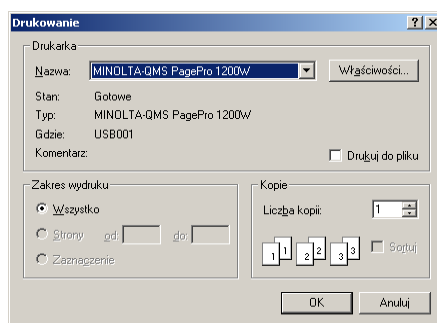 Drukowanie
Drukarka
Nazwa: MINOLTA-QMS PagePro 1200W Właściwości...
Stan: Gotowe
Typ: MINOLTA-QMS PagePro 1200W
Gdzie: USB001
Komentarz: Drukuj do pliku
Zakres wydruku
Wszystko
Strony od: do:
Zaznaczenie
Kopie
Liczba kopii: 1
1 1 2 2 3 3 Sortuj
OK Anuluj